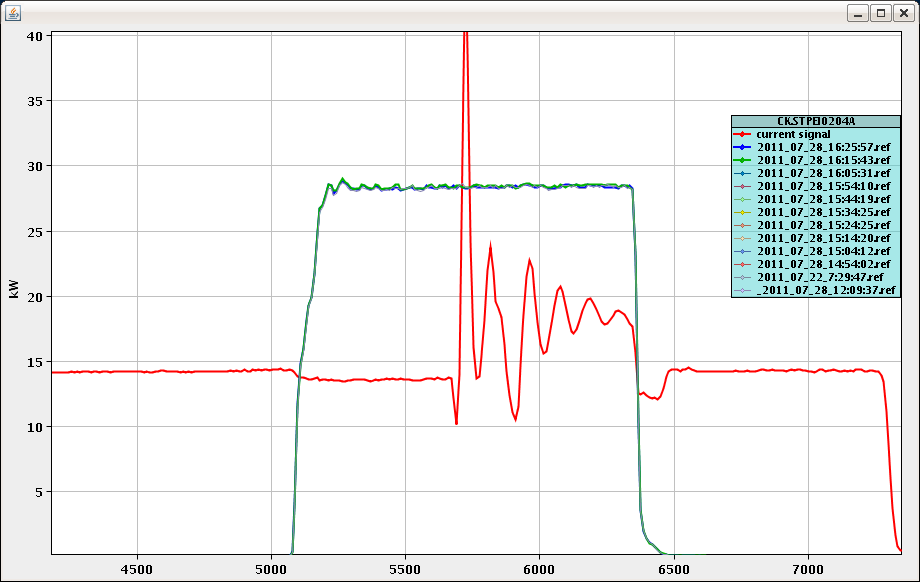 40
35
30
25
20
15
10
5
kW
4500
5000
5500
6000
6500
7000
CK.STPEI0204A
current signal
2011_07_28_16:25:57.ref
2011_07_28_16:15:43.ref
2011_07_28_16:05:31.ref
2011_07_28_15:54:10.ref
2011_07_28_15:44:19.ref
2011_07_28_15:34:25.ref
2011_07_28_15:24:25.ref
2011_07_28_15:14:20.ref
2011_07_28_15:04:12.ref
2011_07_28_14:54:02.ref
2011_07_22_7:29:47.ref
_2011_07_28_12:09:37.ref